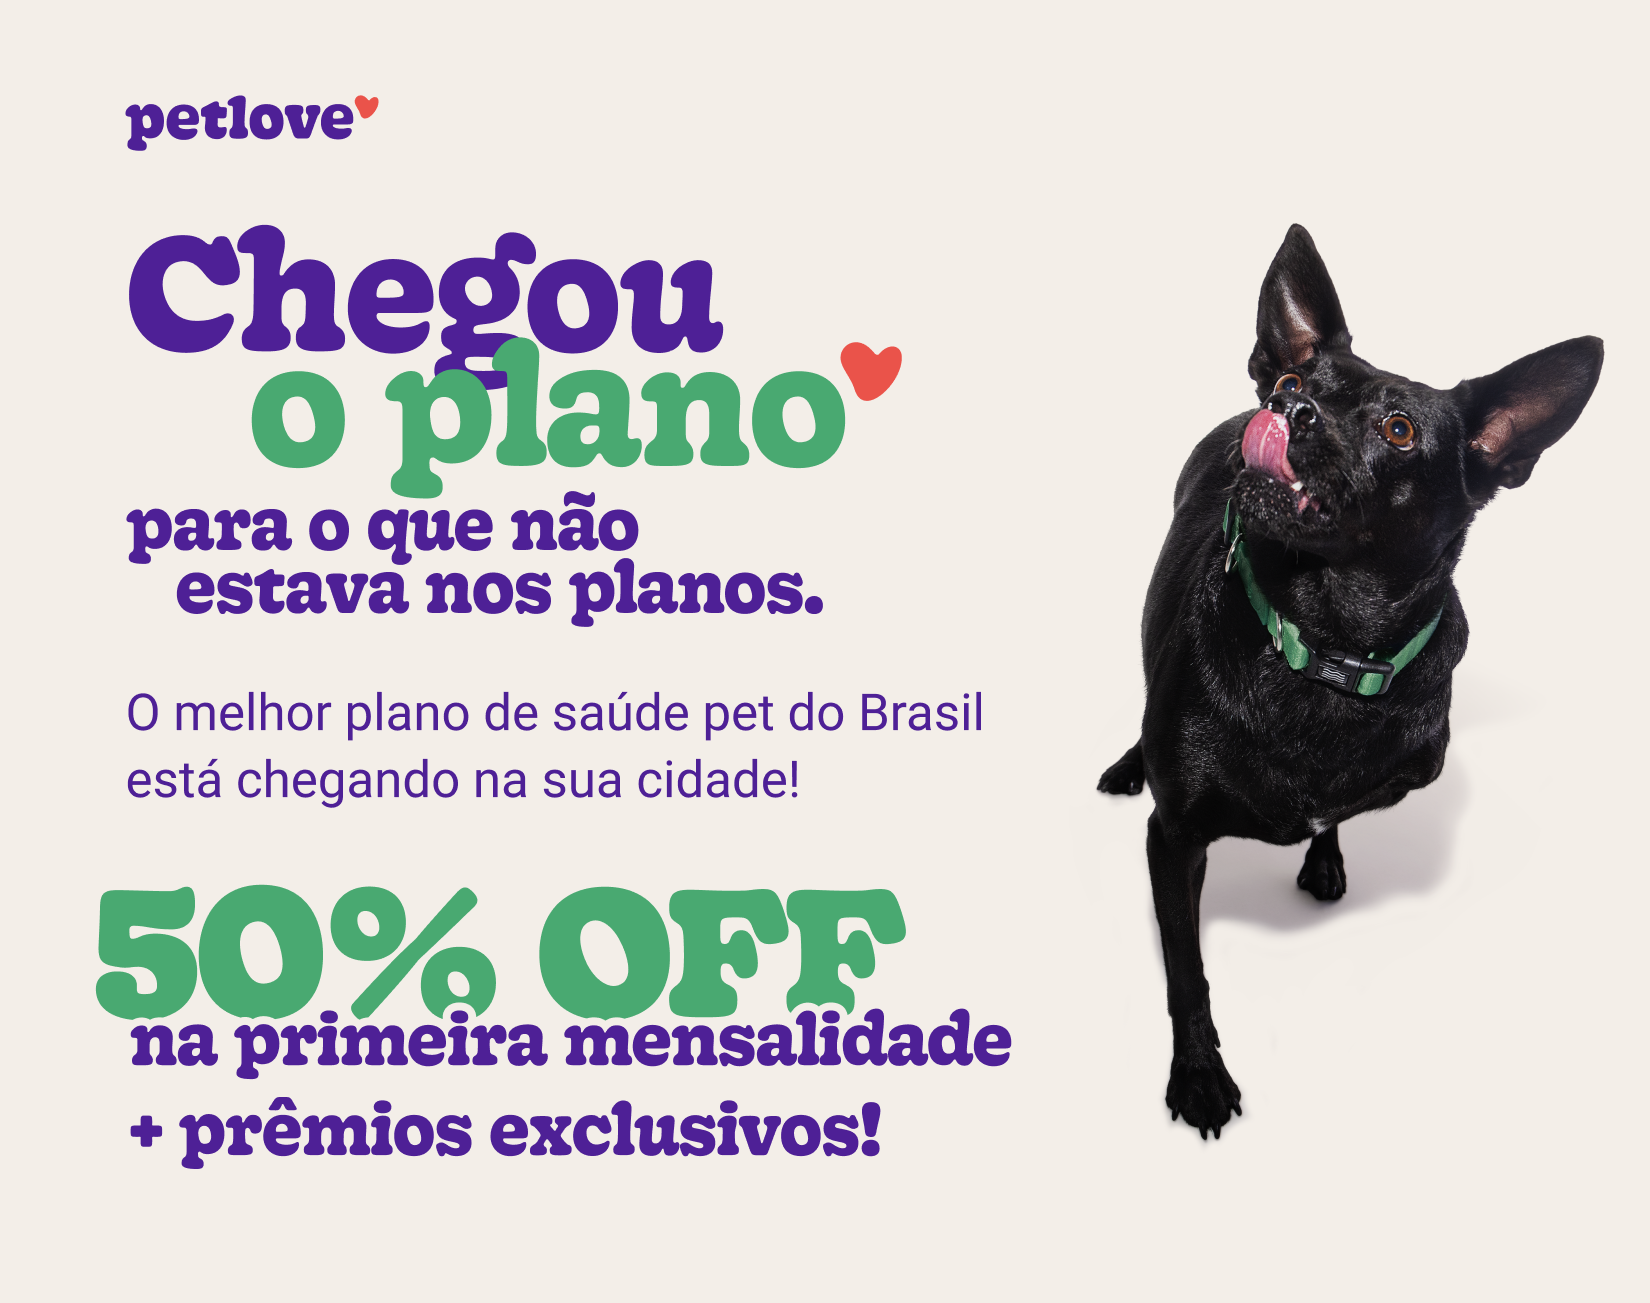 petlove
Chegou
o plano
para o que não
estava nos planos.
O melhor plano de saúde pet do Brasil
está chegando na sua cidade!
50% OFF
na primeira mensalidade
+ prêmios exclusivos!